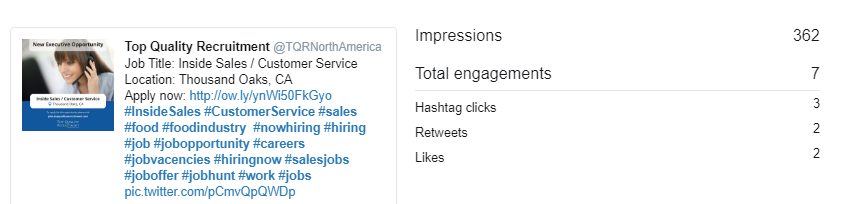 New Executive Opportunity
Inside Sales / Customer Service
Thousand Oaks, CA
Top Quality Recruitment @TQRNorthAmerica
Job Title: Inside Sales / Customer Service
Location: Thousand Oaks, CA
Apply now: http://ow.ly/ynWi50FkGyo
#InsideSales #CustomerService #sales
#food #foodindustry #nowhiring #hiring
#job #jobopportunity #careers
#jobvacancies #hiringnow #salesjobs
#joboffer #jobhunt #work #jobs
pic.twitter.com/pCmvQpQWDp
Impressions 362
Total engagements 7
Hashtag clicks 3
Retweets 2
Likes 2